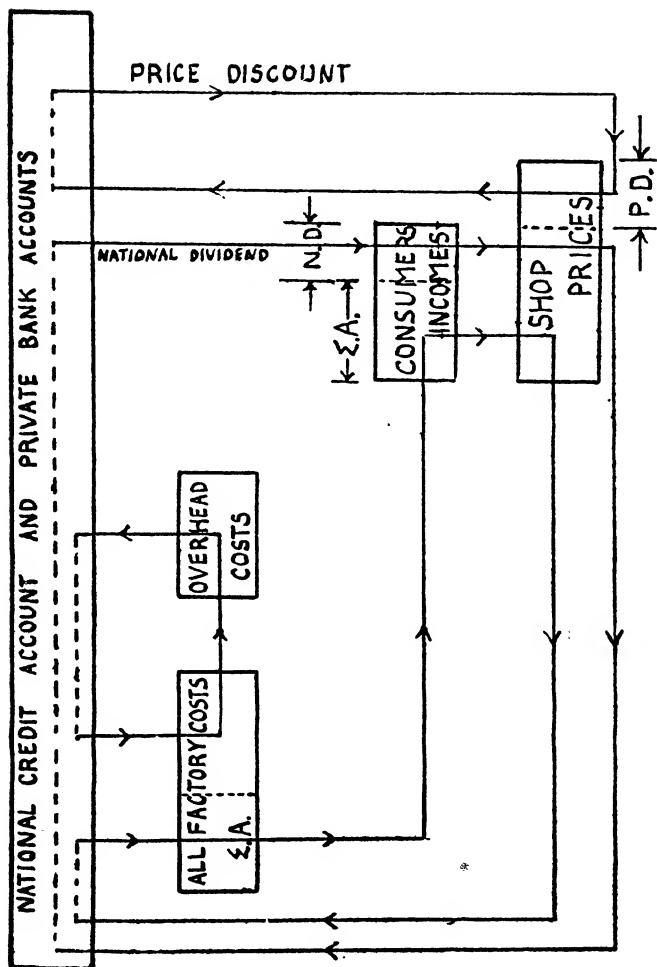 NATIONAL CREDIT ACCOUNT AND PRIVATE BANK ACCOUNTS
PRICE DISCOUNT
NATIONAL DIVIDEND
N.D.
Σ.A.
CONSUMERS
INCOMES
SHOP
PRICES
P.D.
OVERHEAD
COSTS
ALL FACTORY COSTS
Σ.A.